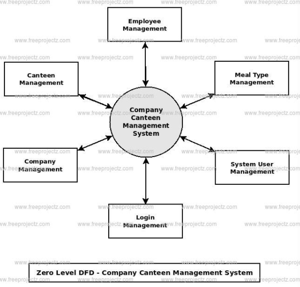 Employee
Management
Canteen
Management
Meal Type
Management
Company
Canteen
Management
System
Company
Management
System User
Management
Login
Management
Zero Level DFD - Company Canteen Management System
www.freeprojectz.com